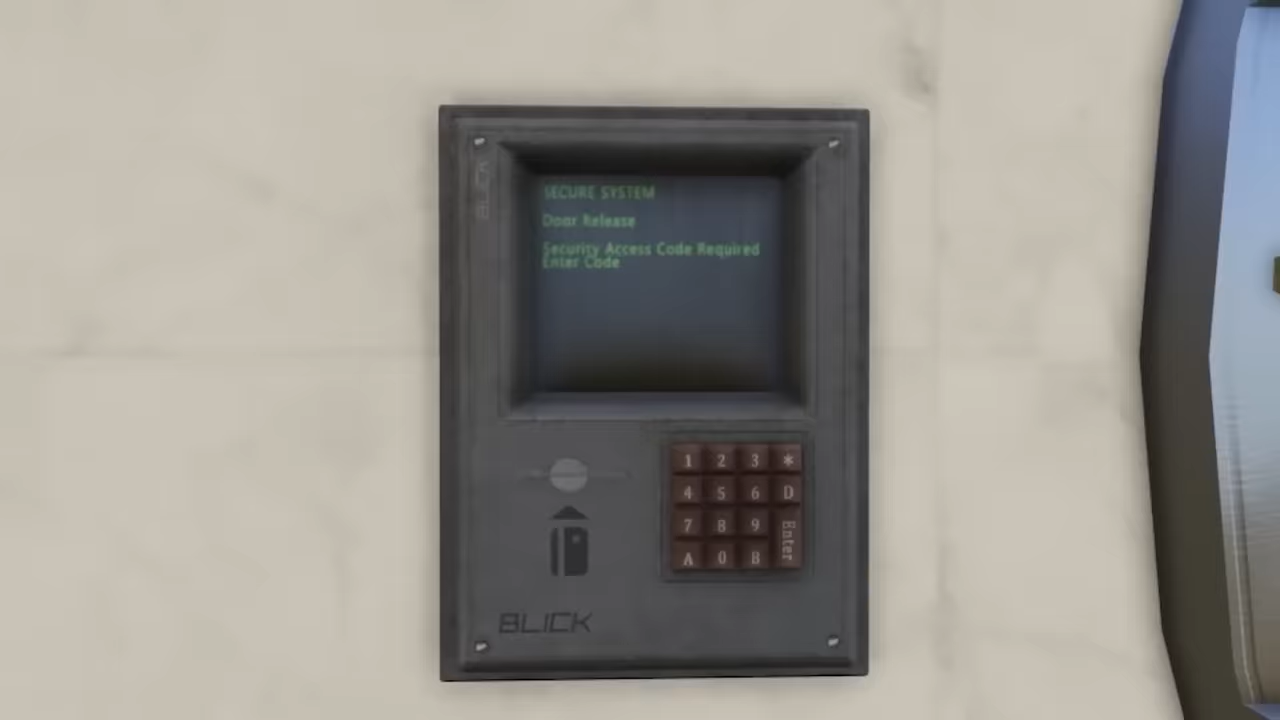 BLICK
SECURE SYSTEM
Door Release
Security Access Code Required
Enter Code
1 2 3 *
4 5 6 D
7 8 9 Enter
A 0 B
BLICK